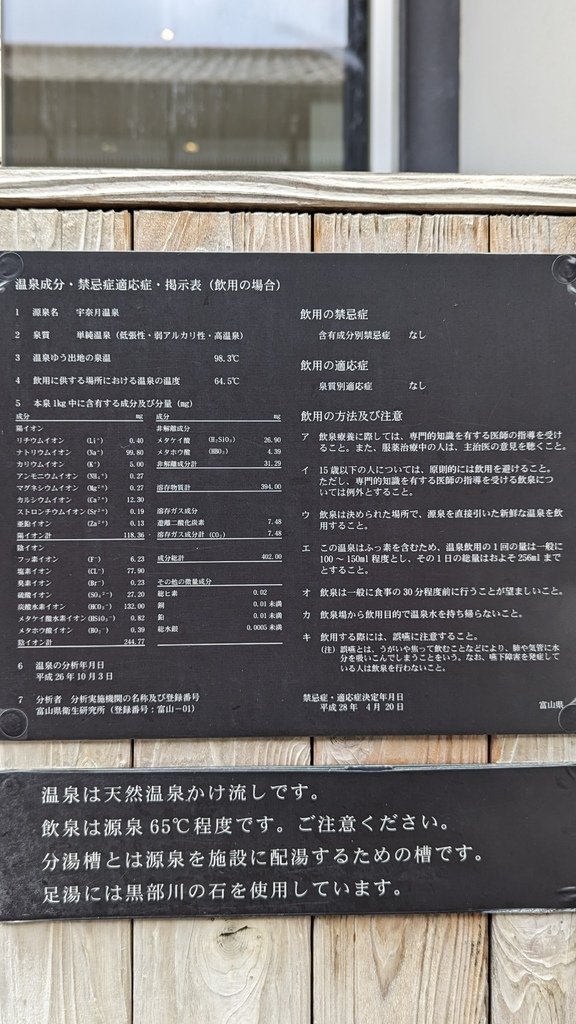 温泉成分・禁忌症適応症・掲示表（飲用の場合）
1 源泉名 宇奈月温泉
2 泉質 単純温泉（低張性・弱アルカリ性・高温泉）
3 温泉ゆう出地の泉温 98.3℃
4 飲用に供する場所における温泉の温度 64.5℃
5 本泉1kg中に含有する成分及び分量（mg）
成分 mg
陽イオン
リチウムイオン (Li⁺) 0.40
ナトリウムイオン (Na⁺) 99.80
カリウムイオン (K⁺) 5.00
アンモニウムイオン (NH₄⁺) 0.27
マグネシウムイオン (Mg²⁺) 0.27
カルシウムイオン (Ca²⁺) 12.30
ストロンチウムイオン (Sr²⁺) 0.19
亜鉛イオン (Zn²⁺) 0.13
陽イオン計 118.36
陰イオン
フッ素イオン (F⁻) 6.23
塩素イオン (CL⁻) 77.90
臭素イオン (Br⁻) 0.23
硫酸イオン (SO₄²⁻) 27.20
炭酸水素イオン (HCO₃⁻) 132.00
メタケイ酸水素イオン (HSiO₃⁻) 0.82
メタホウ酸イオン (BO₂⁻) 0.39
陰イオン計 244.77
成分 mg
非解離成分
メタケイ酸 (H₂SiO₃) 26.90
メタホウ酸 (HBO₂) 4.39
非解離成分計 31.29
溶存物質計 394.00
溶存ガス成分
遊離二酸化炭素 7.48
溶存ガス成分計 (CO₂) 7.48
成分総計 402.00
その他の微量成分
総ヒ素 0.02
銅 0.01未満
鉛 0.01未満
総水銀 0.0005未満
6 温泉の分析年月日
平成26年10月3日
7 分析者 分析実施機関の名称及び登録番号
富山県衛生研究所（登録番号：富山－01）
飲用の禁忌症
含有成分別禁忌症 なし
飲用の適応症
泉質別適応症 なし
飲用の方法及び注意
ア 飲泉療養に際しては、専門的知識を有する医師の指導を受け
ること。また、服薬治療中の人は、主治医の意見を聴くこと。
イ 15歳以下の人については、原則的には飲用を避けること。
ただし、専門的知識を有する医師の指導を受ける飲泉につ
いては例外とすること。
ウ 飲泉は決められた場所で、源泉を直接引いた新鮮な温泉を飲
用すること。
エ この温泉はふっ素を含むため、温泉飲用の1回の量は一般に
100～150ml程度とし、その1日の総量はおよそ256mlまで
とすること。
オ 飲泉は一般に食事の30分程度前に行うことが望ましいこと。
カ 飲泉場から飲用目的で温泉水を持ち帰らないこと。
キ 飲用する際には、誤嚥に注意すること。
（注）誤嚥とは、うがいや焦って飲むことなどにより、肺や気管に水
分を吸いこんでしまうことをいう。なお、嚥下障害を発症して
いる人は飲泉を行わないこと。
禁忌症・適応症決定年月日
平成28年 4月20日
富山県
温泉は天然温泉かけ流しです。
飲泉は源泉65℃程度です。ご注意ください。
分湯槽とは源泉を施設に配湯するための槽です。
足湯には黒部川の石を使用しています。